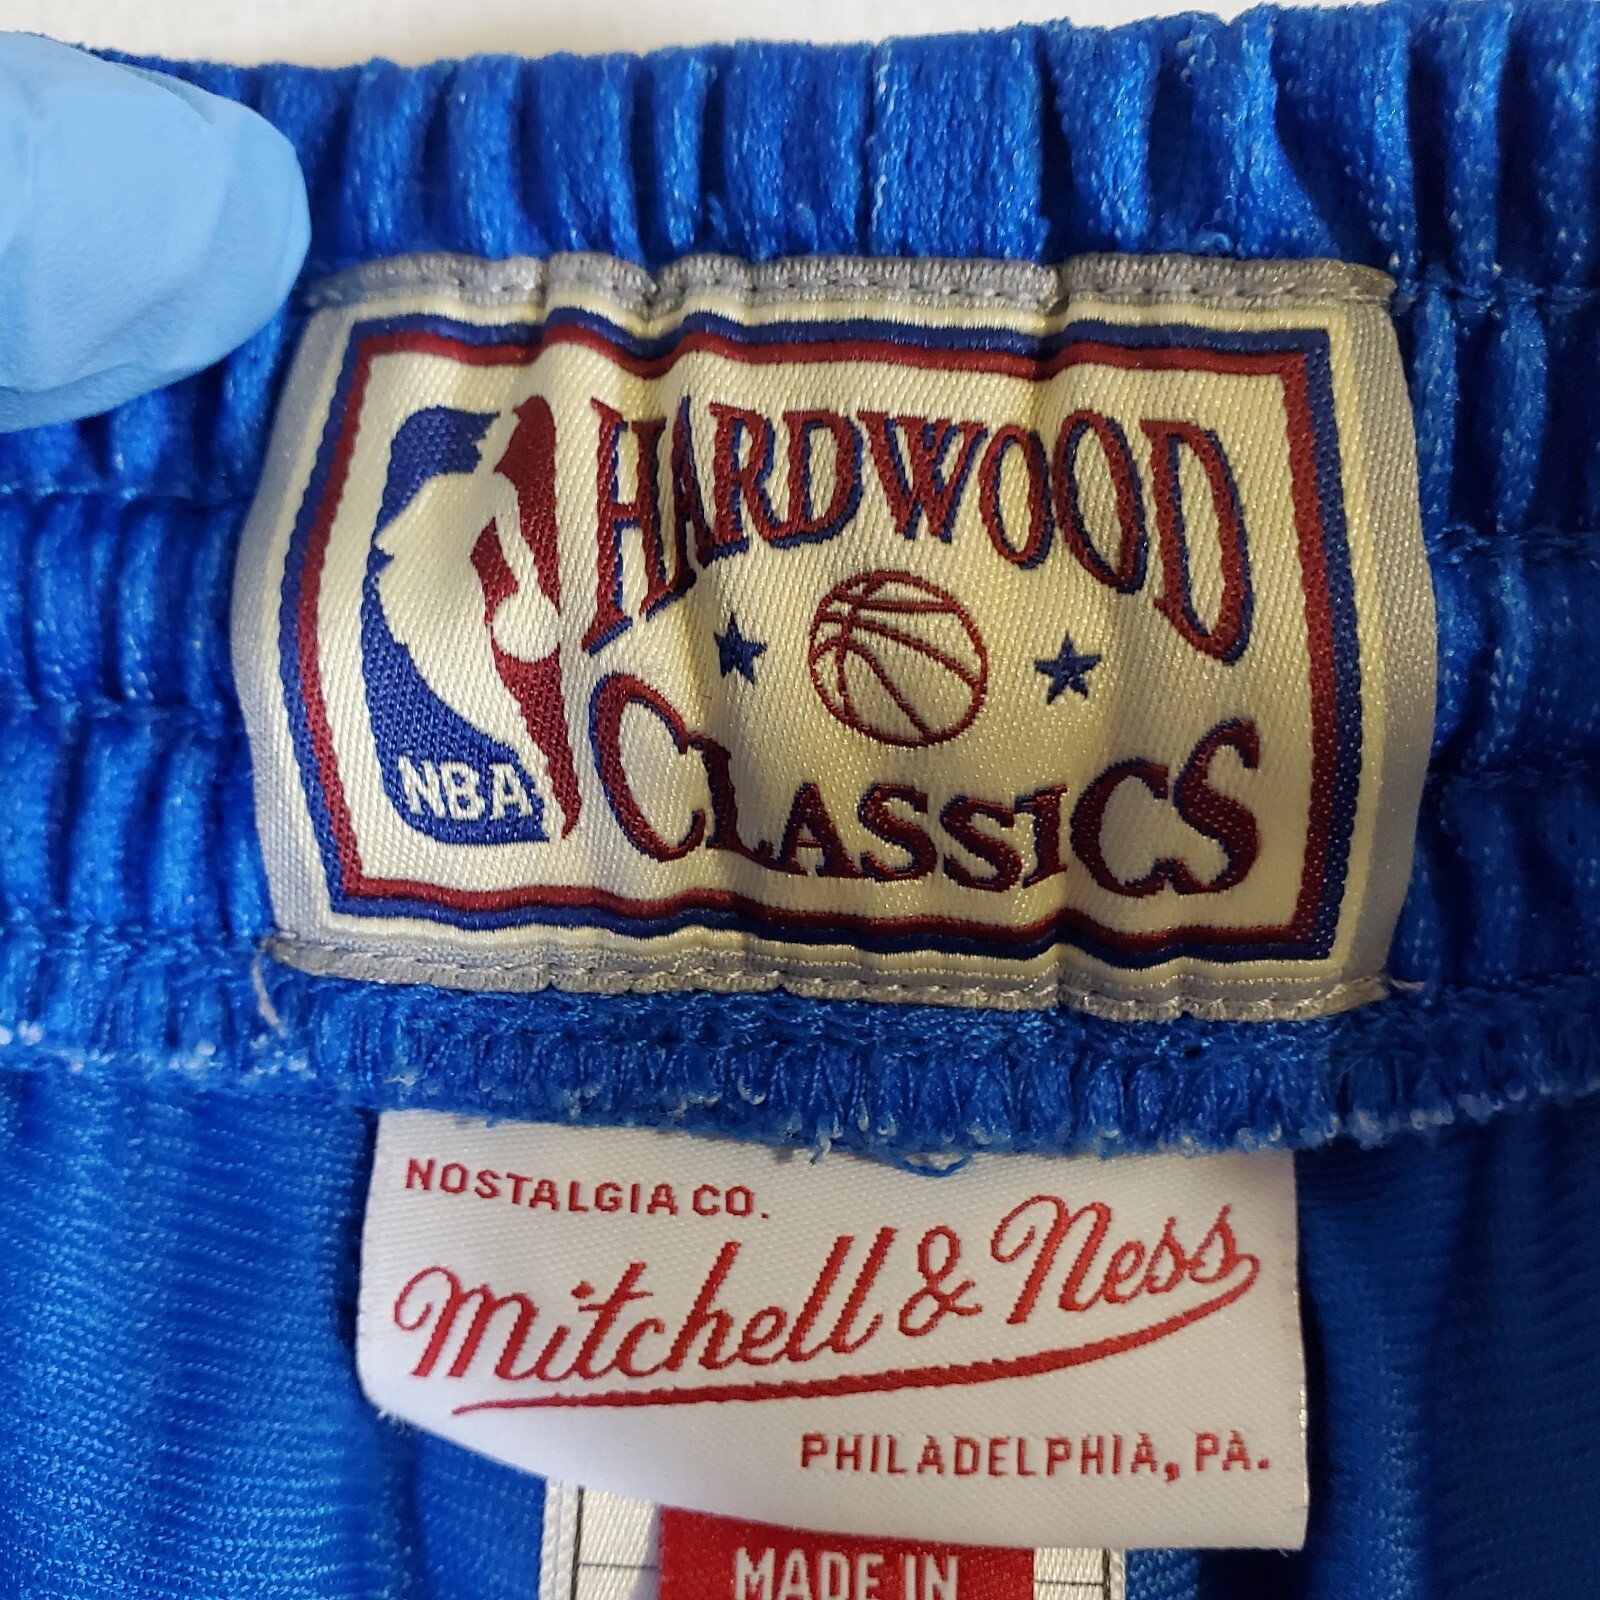 HARDWOOD
CLASSICS
NBA
NOSTALGIA CO.
Mitchell & Ness
PHILADELPHIA, PA.
MADE IN